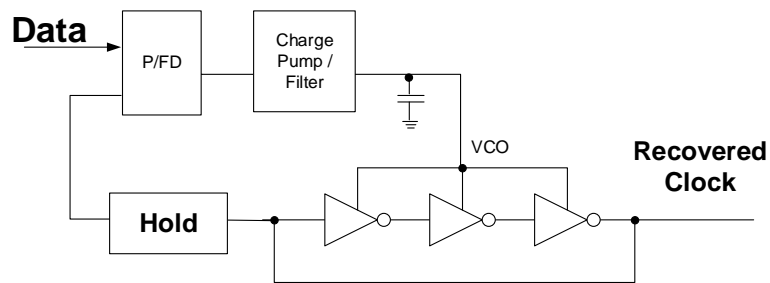 Data
P/FD
Charge
Pump /
Filter
VCO
Recovered
Clock
Hold